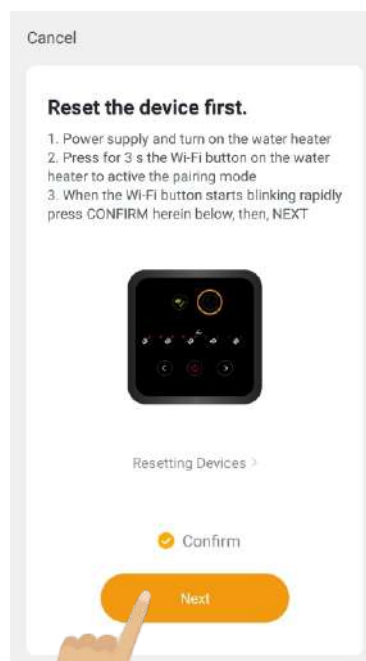 Cancel
Reset the device first.
1. Power supply and turn on the water heater
2. Press for 3 s the Wi-Fi button on the water
heater to active the pairing mode
3. When the Wi-Fi button starts blinking rapidly
press CONFIRM herein below, then, NEXT
Resetting Devices >
Confirm
Next